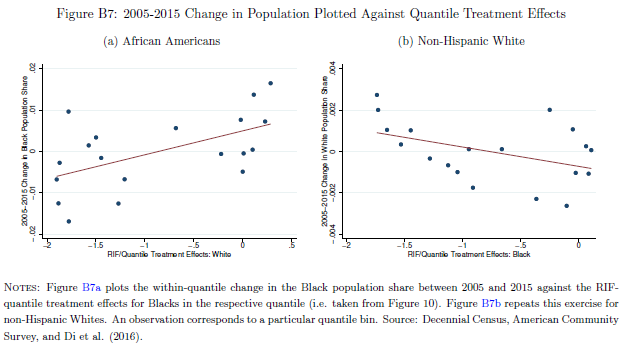 Figure B7: 2005-2015 Change in Population Plotted Against Quantile Treatment Effects
(a) African Americans
(b) Non-Hispanic White
2005-2015 Change in Black Population Share
.02
.01
0
-.01
-.02
-2
-1.5
-1
-.5
0
.5
RIF/Quantile Treatment Effects: White
2005-2015 Change in White Population Share
.004
.002
0
-.002
-.004
-2
-1.5
-1
-.5
0
RIF/Quantile Treatment Effects: Black
NOTES: Figure B7a plots the within-quantile change in the Black population share between 2005 and 2015 against the RIF-
quantile treatment effects for Blacks in the respective quantile (i.e. taken from Figure 10). Figure B7b repeats this exercise for
non-Hispanic Whites. An observation corresponds to a particular quantile bin. Source: Decennial Census, American Community
Survey, and Di et al. (2016).